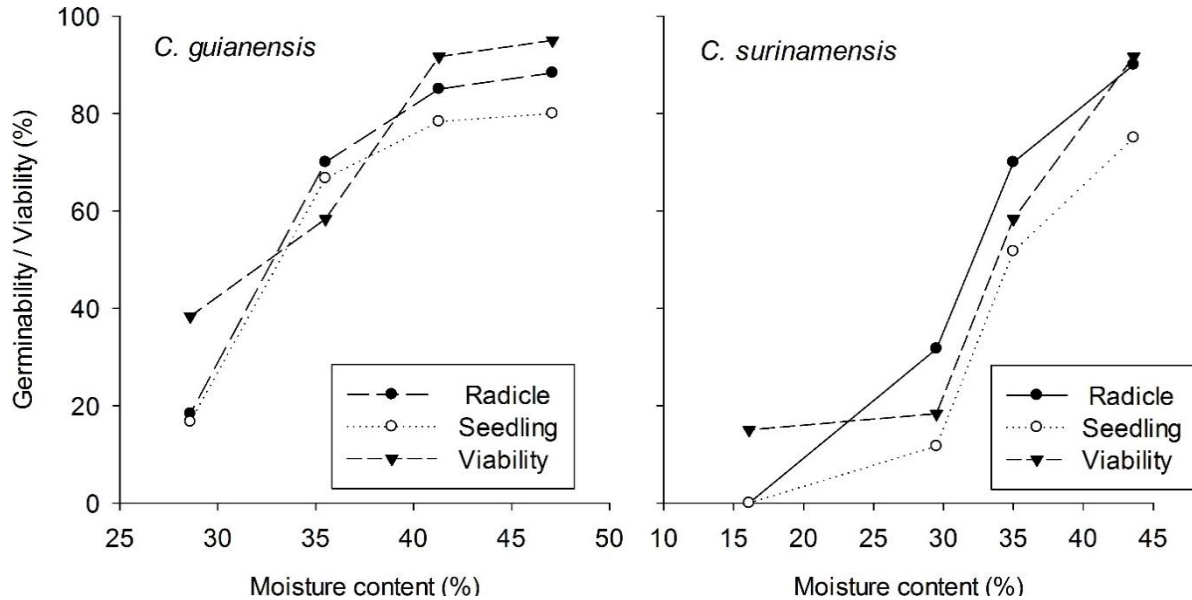 Germinability / Viability (%)
100
80
60
40
20
0
C. guianensis
Radicle
Seedling
Viability
25 30 35 40 45 50
Moisture content (%)
C. surinamensis
Radicle
Seedling
Viability
10 15 20 25 30 35 40 45
Moisture content (%)